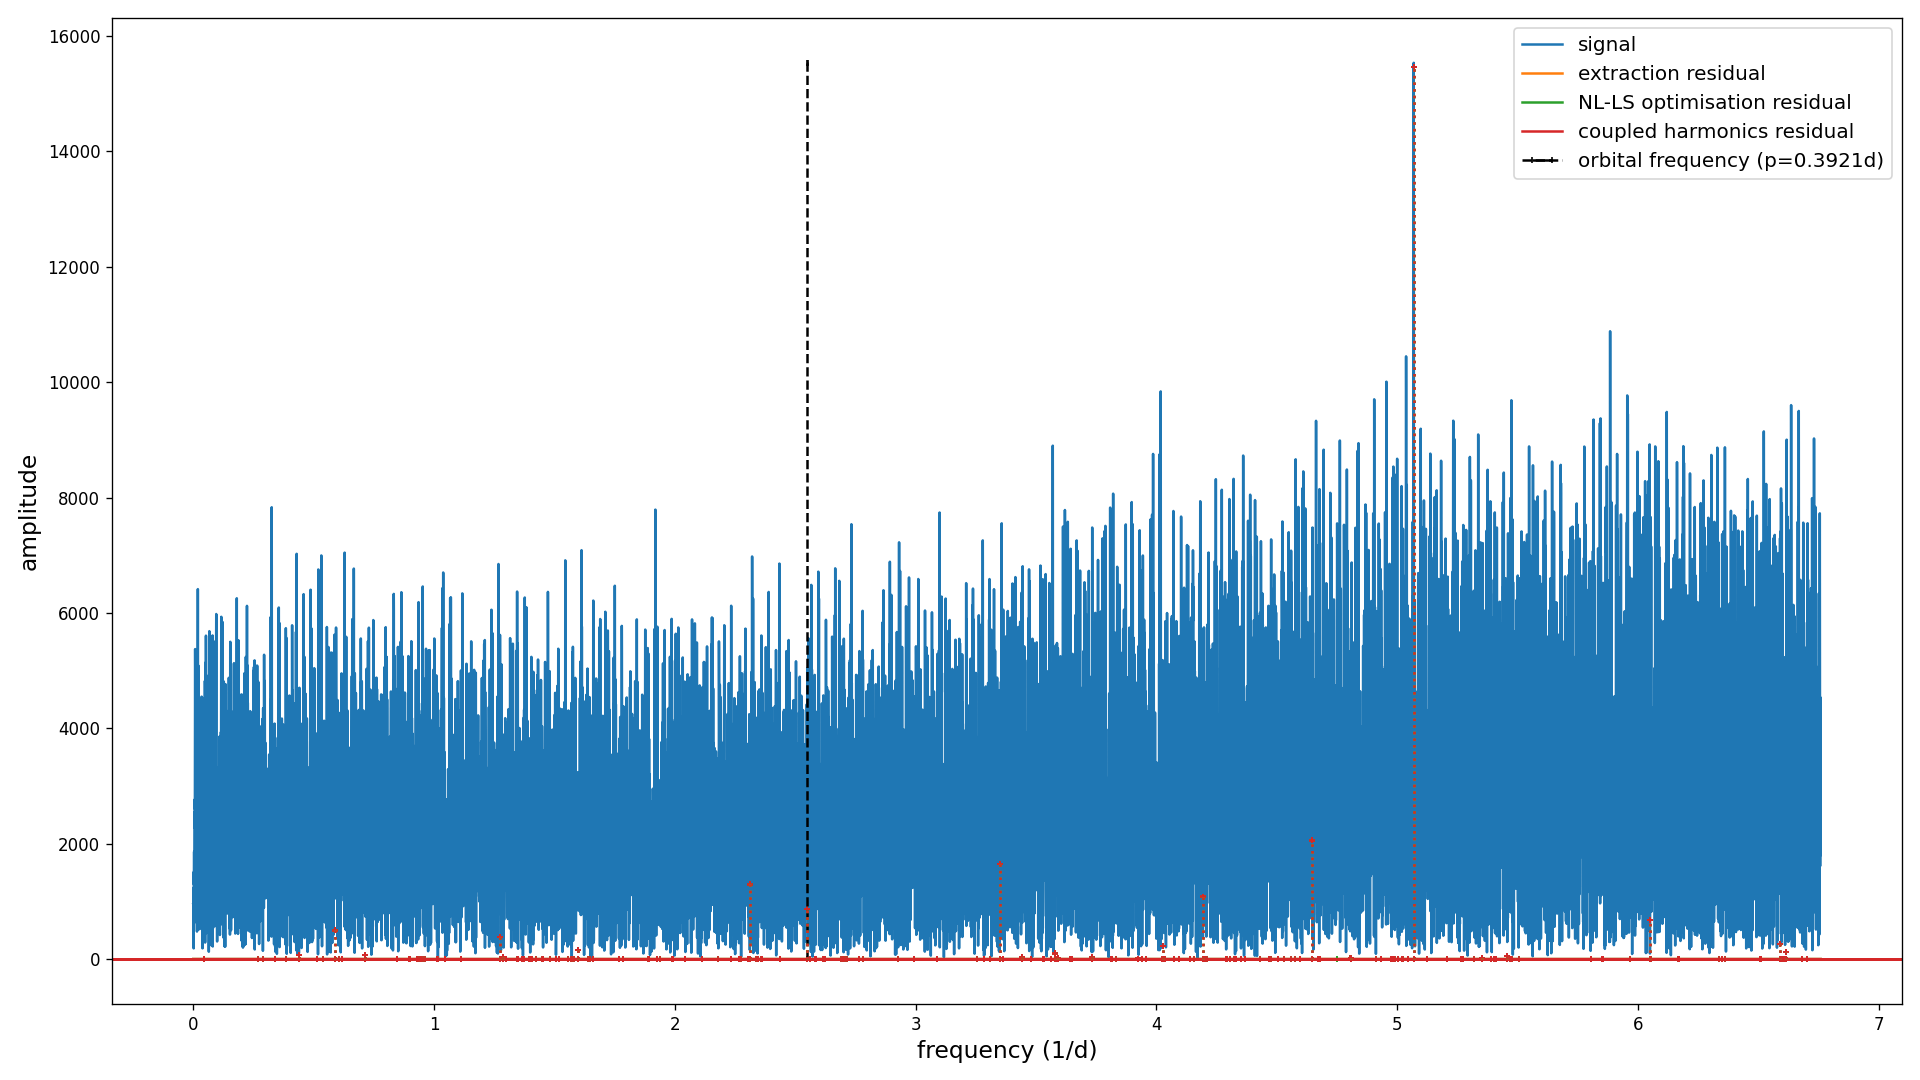 16000
14000
12000
10000
8000
6000
4000
2000
0
amplitude
0 1 2 3 4 5 6 7
frequency (1/d)
signal
extraction residual
NL-LS optimisation residual
coupled harmonics residual
orbital frequency (p=0.3921d)